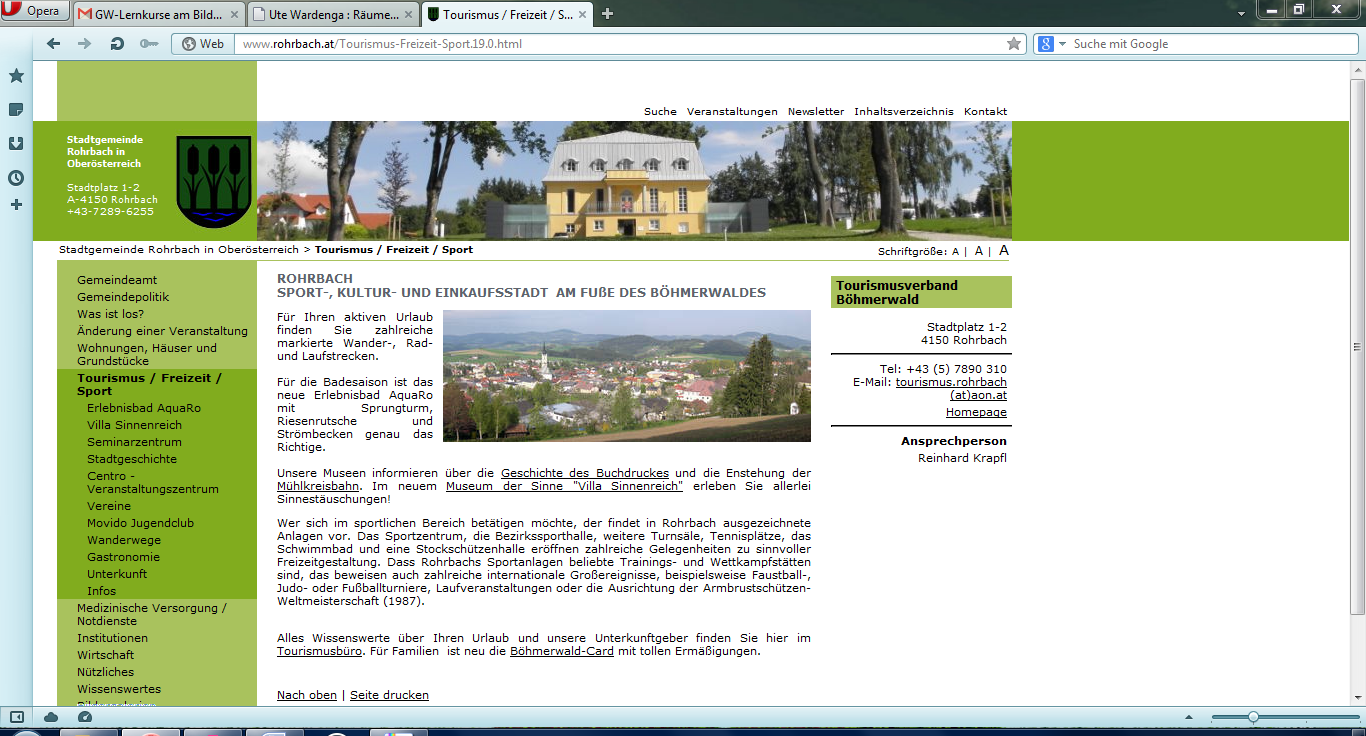 Opera
GW-Lernkurse am Bild...
Ute Wardenga : Räume...
Tourismus / Freizeit / S...
Web
www.rohrbach.at/Tourismus-Freizeit-Sport.19.0.html
Suche mit Google
Suche Veranstaltungen Newsletter Inhaltsverzeichnis Kontakt
Stadtgemeinde
Rohrbach in
Oberösterreich
Stadtplatz 1-2
A-4150 Rohrbach
+43-7289-6255
Stadtgemeinde Rohrbach in Oberösterreich > Tourismus / Freizeit / Sport
Schriftgröße: A | A | A
Gemeindeamt
Gemeindepolitik
Was ist los?
Änderung einer Veranstaltung
Wohnungen, Häuser und
Grundstücke
Tourismus / Freizeit /
Sport
Erlebnisbad AquaRo
Villa Sinnenreich
Seminarzentrum
Stadtgeschichte
Centro -
Veranstaltungszentrum
Vereine
Movido Jugendclub
Wanderwege
Gastronomie
Unterkunft
Infos
Medizinische Versorgung /
Notdienste
Institutionen
Wirtschaft
Nützliches
Wissenswertes
ROHRBACH
SPORT-, KULTUR- UND EINKAUFSSTADT AM FUßE DES BÖHMERWALDES
Für Ihren aktiven Urlaub
finden Sie zahlreiche
markierte Wander-, Rad-
und Laufstrecken.
Für die Badesaison ist das
neue Erlebnisbad AquaRo
mit Sprungturm,
Riesenrutsche und
Strömbecken genau das
Richtige.
Unsere Museen informieren über die Geschichte des Buchdruckes und die Enstehung der
Mühlkreisbahn. Im neuem Museum der Sinne "Villa Sinnenreich" erleben Sie allerlei
Sinnestäuschungen!
Wer sich im sportlichen Bereich betätigen möchte, der findet in Rohrbach ausgezeichnete
Anlagen vor. Das Sportzentrum, die Bezirkssporthalle, weitere Turnsäle, Tennisplätze, das
Schwimmbad und eine Stockschützenhalle eröffnen zahlreiche Gelegenheiten zu sinnvoller
Freizeitgestaltung. Dass Rohrbachs Sportanlagen beliebte Trainings- und Wettkampfstätten
sind, das beweisen auch zahlreiche internationale Großereignisse, beispielsweise Faustball-,
Judo- oder Fußballturniere, Laufveranstaltungen oder die Ausrichtung der Armbrustschützen-
Weltmeisterschaft (1987).
Alles Wissenswerte über Ihren Urlaub und unsere Unterkunftgeber finden Sie hier im
Tourismusbüro. Für Familien ist neu die Böhmerwald-Card mit tollen Ermäßigungen.
Nach oben | Seite drucken
Tourismusverband
Böhmerwald
Stadtplatz 1-2
4150 Rohrbach
Tel: +43 (5) 7890 310
E-Mail: tourismus.rohrbach
(at)aon.at
Homepage
Ansprechperson
Reinhard Krapfl